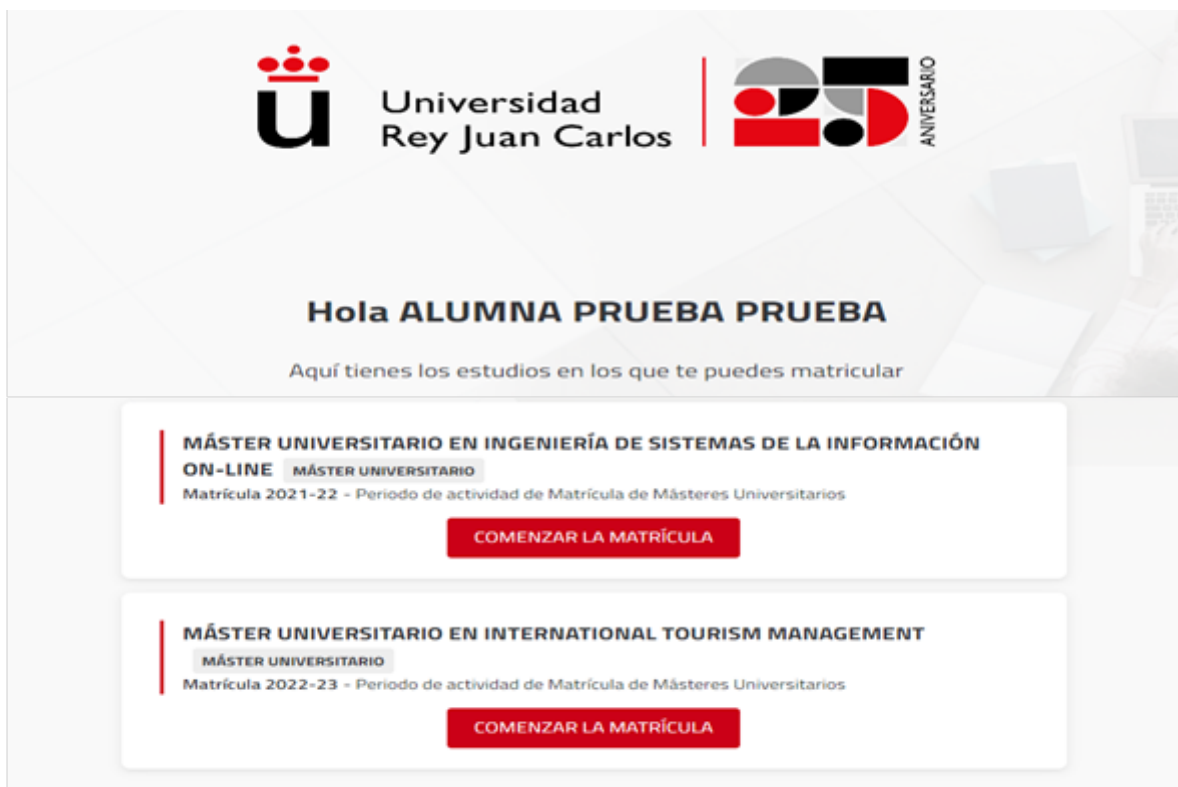 Universidad
Rey Juan Carlos
25
ANIVERSARIO
Hola ALUMNA PRUEBA PRUEBA
Aquí tienes los estudios en los que te puedes matricular
MÁSTER UNIVERSITARIO EN INGENIERÍA DE SISTEMAS DE LA INFORMACIÓN
ON-LINE MÁSTER UNIVERSITARIO
Matrícula 2021-22 - Periodo de actividad de Matrícula de Másteres Universitarios
COMENZAR LA MATRÍCULA
MÁSTER UNIVERSITARIO EN INTERNATIONAL TOURISM MANAGEMENT
MÁSTER UNIVERSITARIO
Matrícula 2022-23 - Periodo de actividad de Matrícula de Másteres Universitarios
COMENZAR LA MATRÍCULA